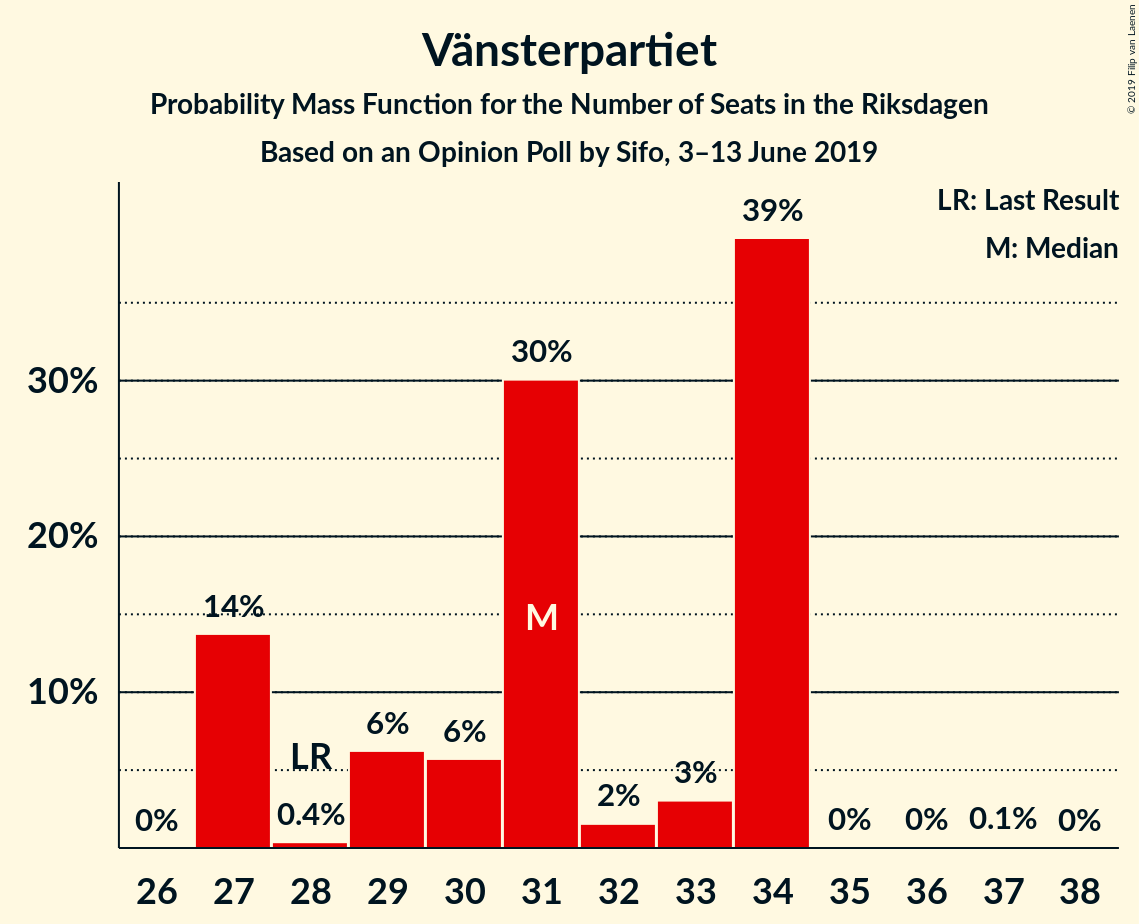 Vänsterpartiet
Probability Mass Function for the Number of Seats in the Riksdagen
Based on an Opinion Poll by Sifo, 3–13 June 2019
© 2019 Filip van Laenen
LR: Last Result
M: Median
39%
30%
30%
20%
14%
M
10%
6%
6%
LR
3%
2%
0%
0.4%
0%
0%
0.1%
0%
26 27 28 29 30 31 32 33 34 35 36 37 38